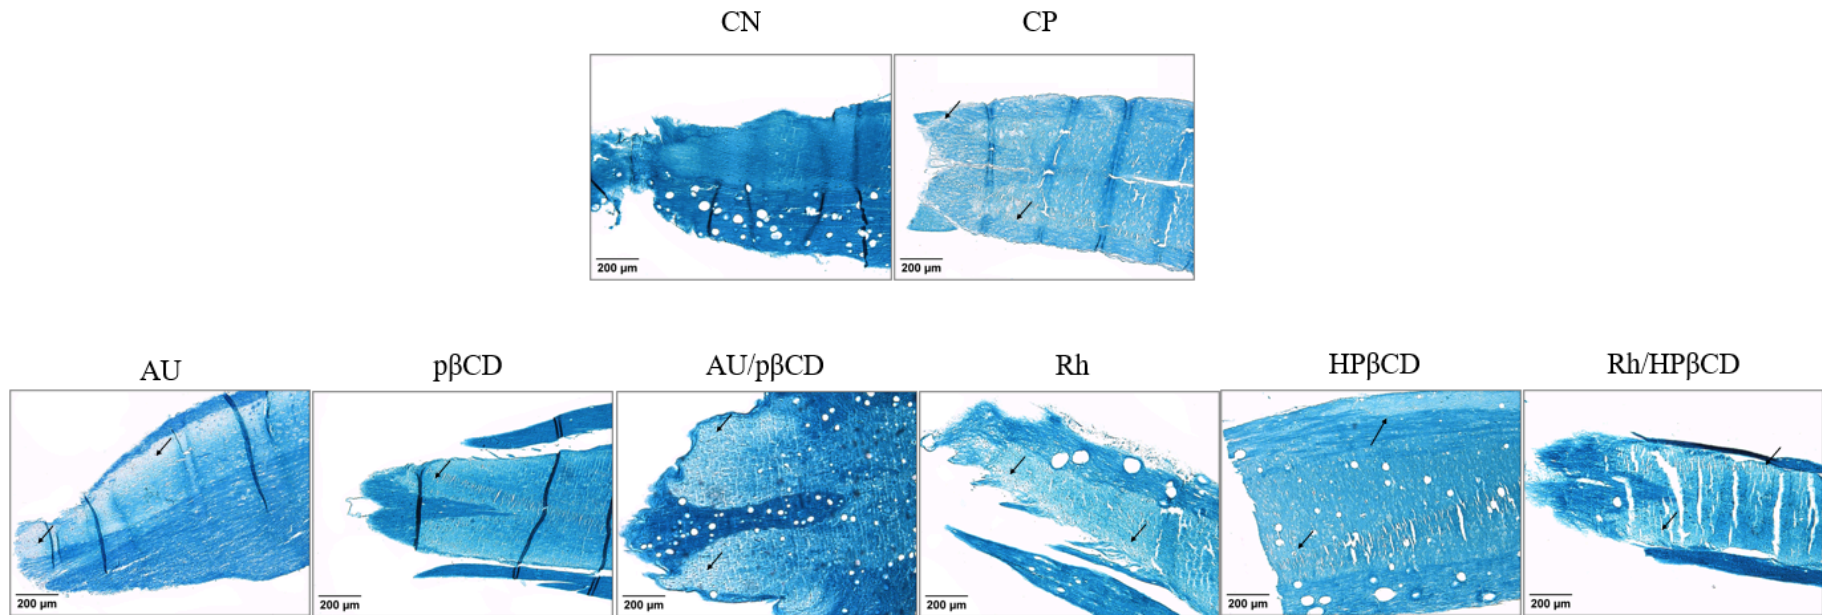 CN CP
200 µm 200 µm
AU pβCD AU/pβCD Rh HPβCD Rh/HPβCD
200 µm 200 µm 200 µm 200 µm 200 µm 200 µm